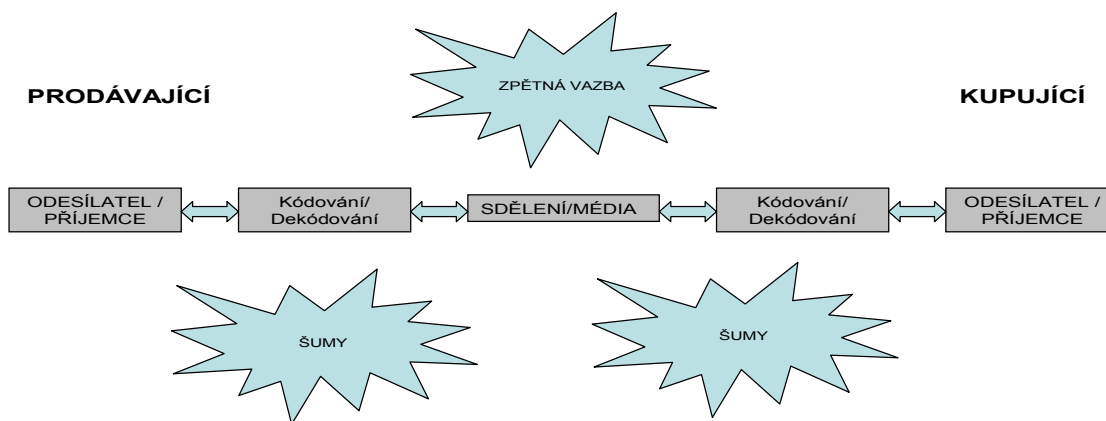 ZPĚTNÁ VAZBA
PRODÁVAJÍCÍ
KUPUJÍCÍ
ODESÍLATEL /
PŘÍJEMCE
Kódování/
Dekódování
SDĚLENÍ/MÉDIA
Kódování/
Dekódování
ODESÍLATEL /
PŘÍJEMCE
ŠUMY
ŠUMY